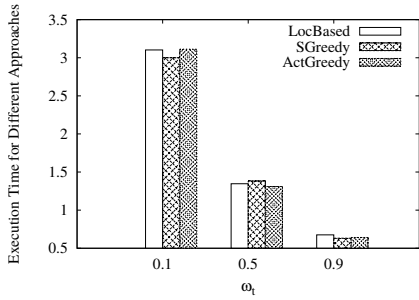 Execution Time for Different Approaches
3.5
3
2.5
2
1.5
1
0.5
LocBased
SGreedy
ActGreedy
0.1 0.5 0.9
ωt